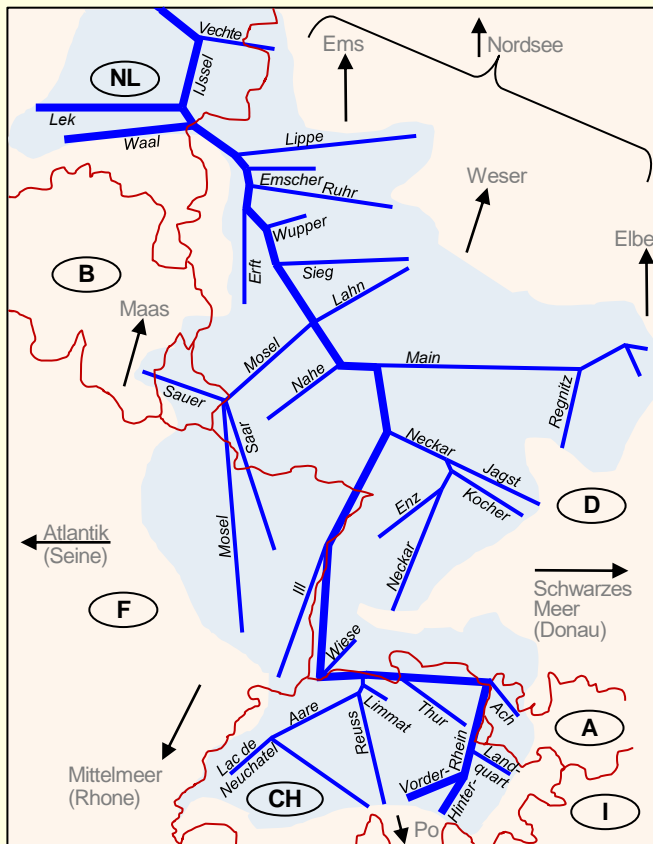 Vechte
Ems
Nordsee
NL
IJssel
Lek
Waal
Lippe
Emscher
Ruhr
Weser
Wupper
Elbe
B
Erft
Sieg
Lahn
Maas
Mosel
Nahe
Main
Sauer
Regnitz
Saar
Neckar
Jagst
Kocher
Enz
D
Mosel
Atlantik
(Seine)
Neckar
Ill
Schwarzes
Meer
(Donau)
F
Wiese
Aare
Reuss
Limmat
Thur
Ach
A
Lac de
Neuchatel
Rhein
Land-
quart
Mittelmeer
(Rhone)
CH
Vorder-
Hinter-
I
Po